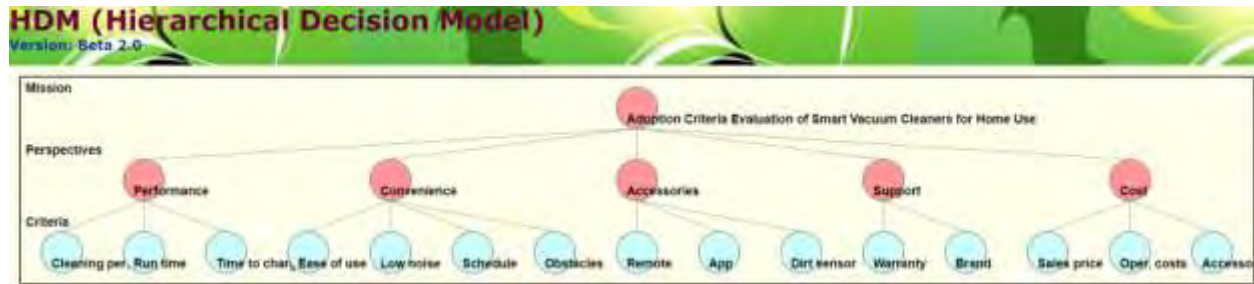 HDM (Hierarchical Decision Model)
Version: Beta 2.0
Mission
Adoption Criteria Evaluation of Smart Vacuum Cleaners for Home Use
Perspectives
Performance Convenience Accessories Support Cost
Criteria
Cleaning per, Run time Time to chan, Ease of use Low noise Schedule Obstacles Remote App Dirt sensor Warranty Brand Sales price Oper. costs Accesso